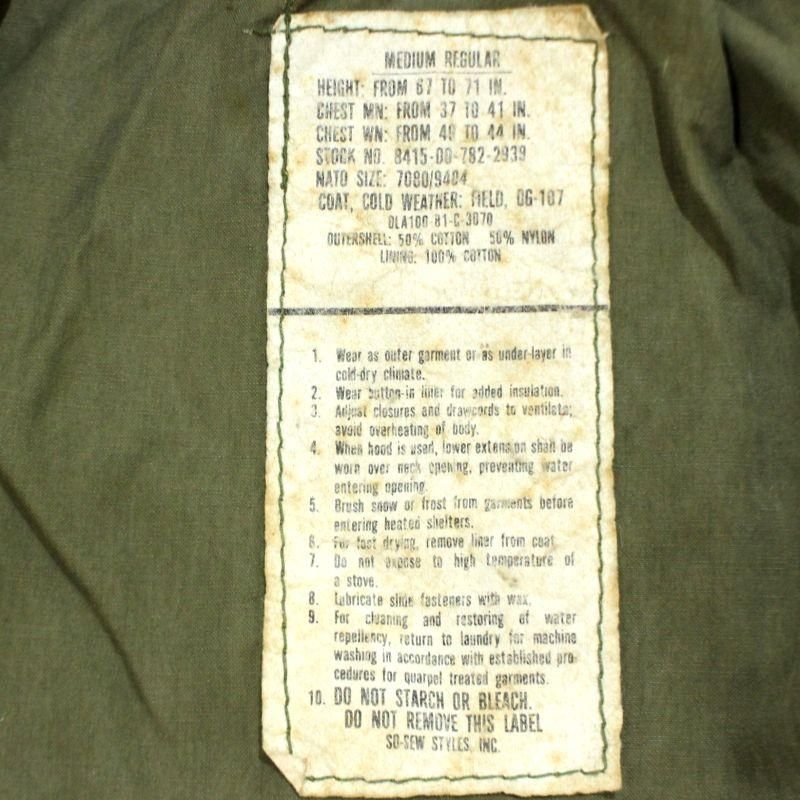 MEDIUM REGULAR
HEIGHT: FROM 67 TO 71 IN.
CHEST MN: FROM 37 TO 41 IN.
CHEST WN: FROM 40 TO 44 IN.
STOCK NO. 8415-00-782-2939
NATO SIZE: 7080/9404
COAT, COLD WEATHER: FIELD, OG-107
DLA100-81-C-3070
OUTERSHELL: 50% COTTON 50% NYLON
LINING: 100% COTTON
1. Wear as outer garment or as under-layer in
cold-dry climate.
2. Wear button-in liner for added insulation.
3. Adjust closures and drawcords to ventilate;
avoid overheating of body.
4. When hood is used, lower extension shall be
worn over neck opening, preventing water
entering opening.
5. Brush snow or frost from garments before
entering heated shelters.
6. For fast drying, remove liner from coat.
7. Do not expose to high temperature of
a stove.
8. Lubricate slide fasteners with wax.
9. For cleaning and restoring of water
repellency, return to laundry for machine
washing in accordance with established pro-
cedures for quarpel treated garments.
10. DO NOT STARCH OR BLEACH.
DO NOT REMOVE THIS LABEL
SO-SEW STYLES, INC.